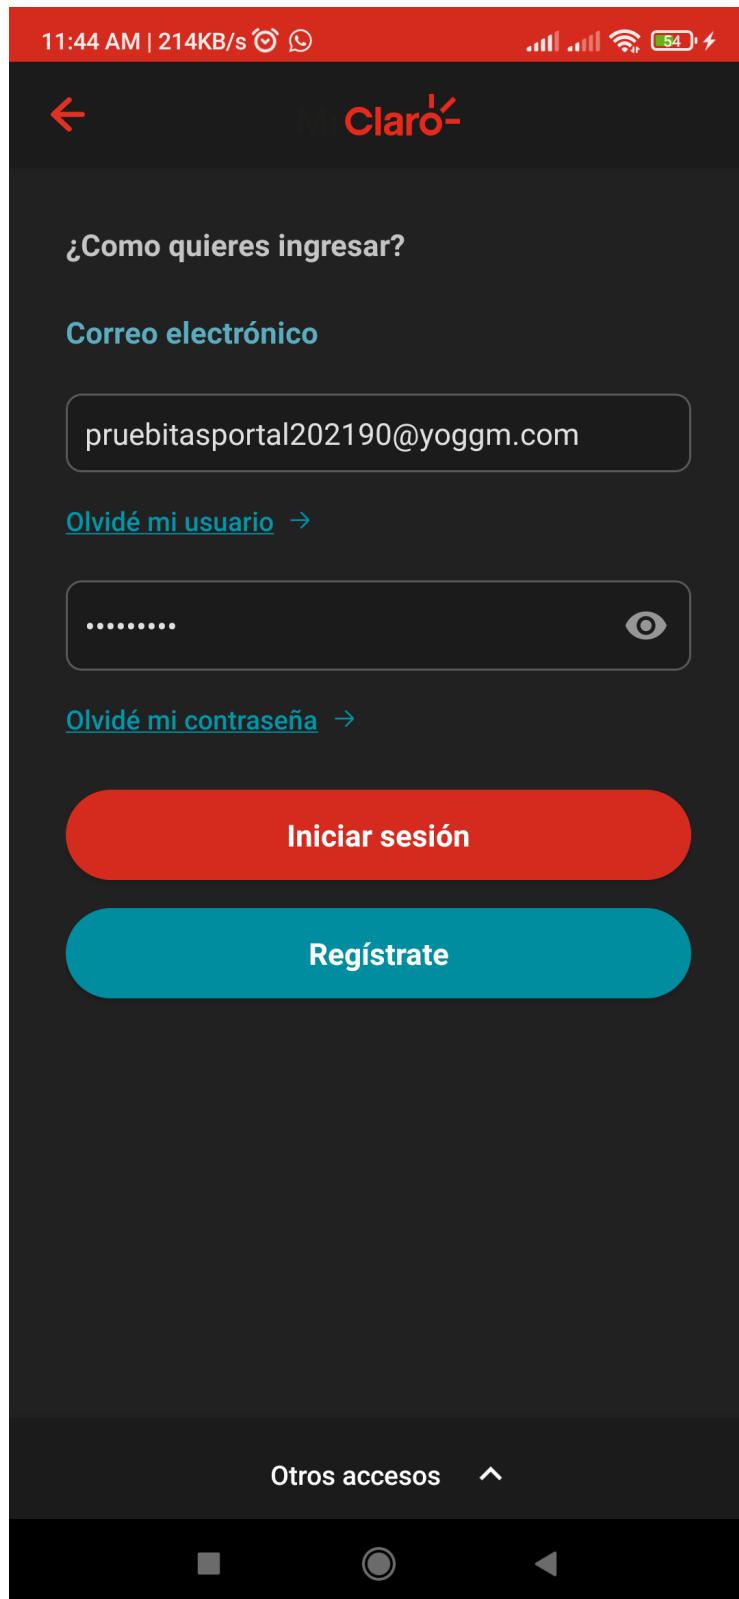 11:44 AM | 214KB/s
54
Mi Claro
¿Como quieres ingresar?
Correo electrónico
pruebitasportal202190@yoggm.com
Olvidé mi usuario →
•••••••••
Olvidé mi contraseña →
Iniciar sesión
Regístrate
Otros accesos